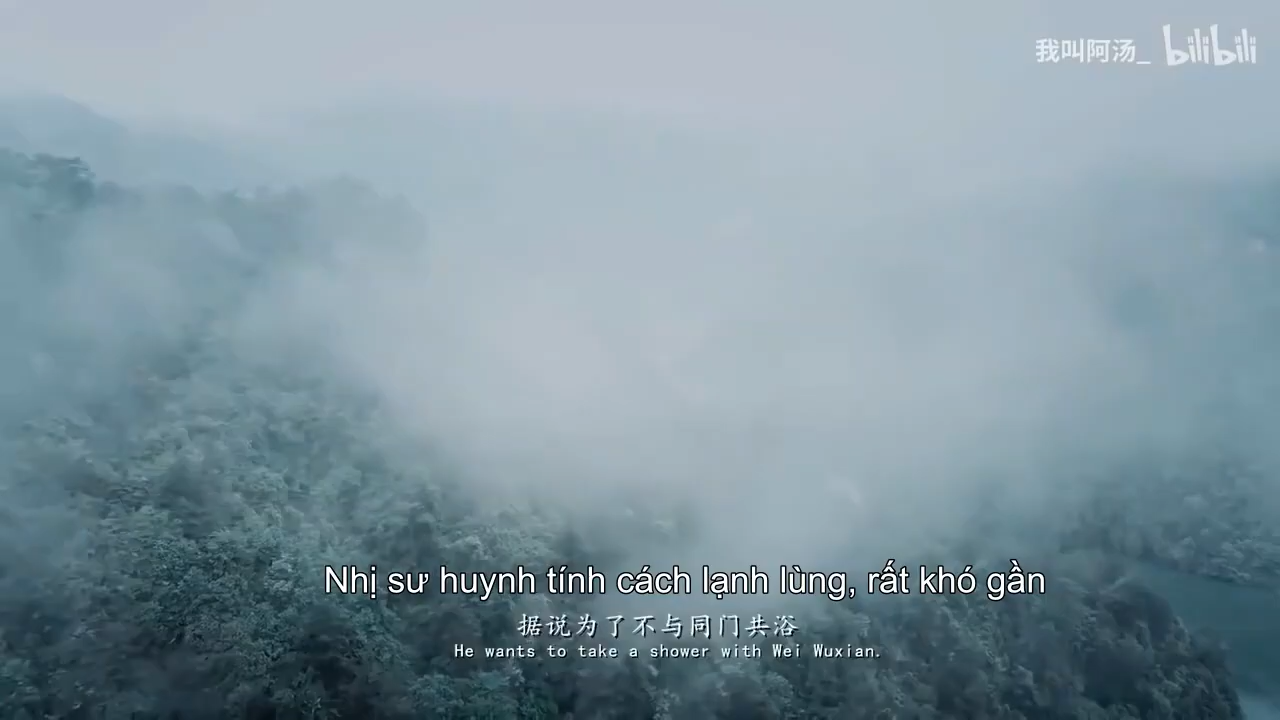 我叫阿汤_ bilibili
Nhị sư huynh tính cách lạnh lùng, rất khó gần
据说为了不与同门共浴
He wants to take a shower with Wei Wuxian.